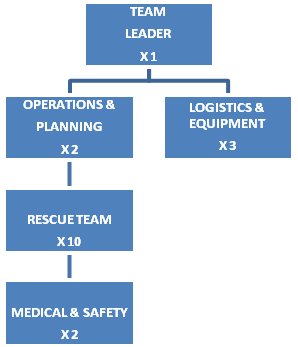 TEAM
LEADER
X 1
OPERATIONS &
PLANNING
X 2
LOGISTICS &
EQUIPMENT
X 3
RESCUE TEAM
X 10
MEDICAL & SAFETY
X 2